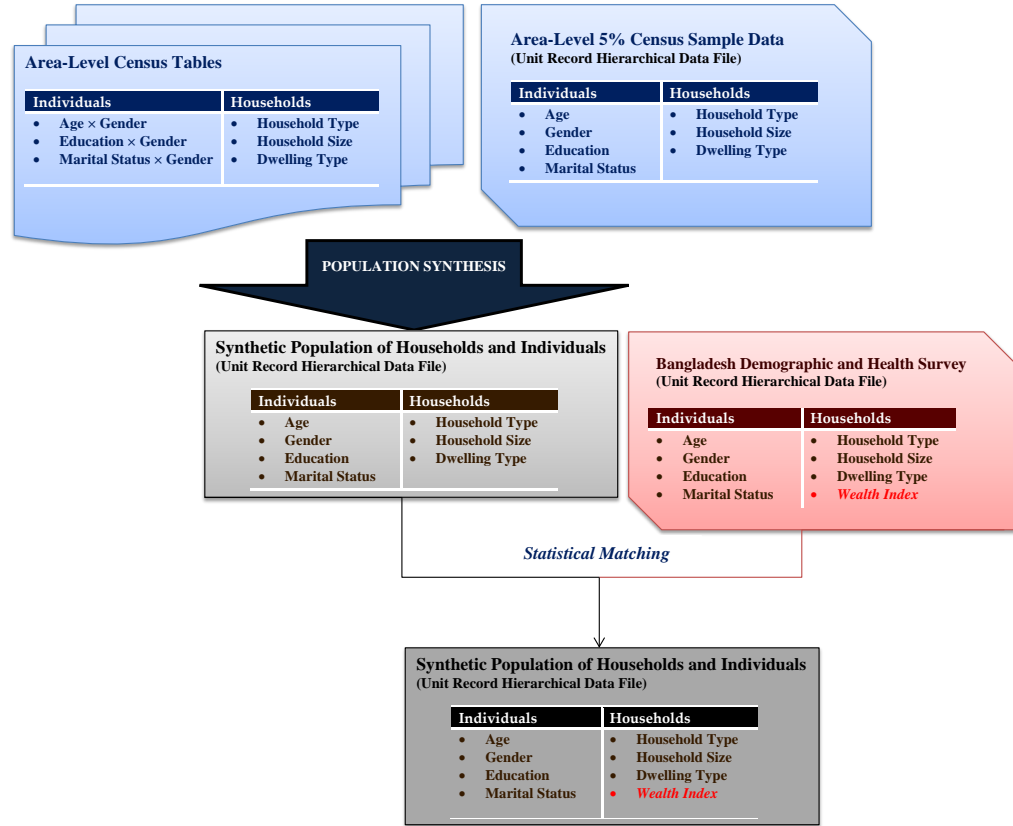 Area-Level Census Tables
Individuals Households
• Age × Gender • Household Type
• Education × Gender • Household Size
• Marital Status × Gender • Dwelling Type
Area-Level 5% Census Sample Data
(Unit Record Hierarchical Data File)
Individuals Households
• Age • Household Type
• Gender • Household Size
• Education • Dwelling Type
• Marital Status
POPULATION SYNTHESIS
Synthetic Population of Households and Individuals
(Unit Record Hierarchical Data File)
Individuals Households
• Age • Household Type
• Gender • Household Size
• Education • Dwelling Type
• Marital Status
Bangladesh Demographic and Health Survey
(Unit Record Hierarchical Data File)
Individuals Households
• Age • Household Type
• Gender • Household Size
• Education • Dwelling Type
• Marital Status • Wealth Index
Statistical Matching
Synthetic Population of Households and Individuals
(Unit Record Hierarchical Data File)
Individuals Households
• Age • Household Type
• Gender • Household Size
• Education • Dwelling Type
• Marital Status • Wealth Index